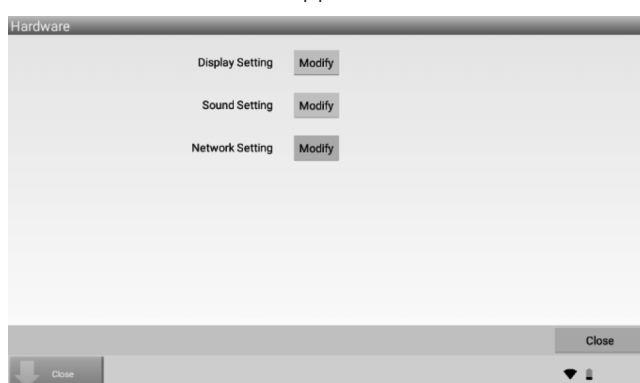 Hardware
Display Setting Modify
Sound Setting Modify
Network Setting Modify
Close
Close